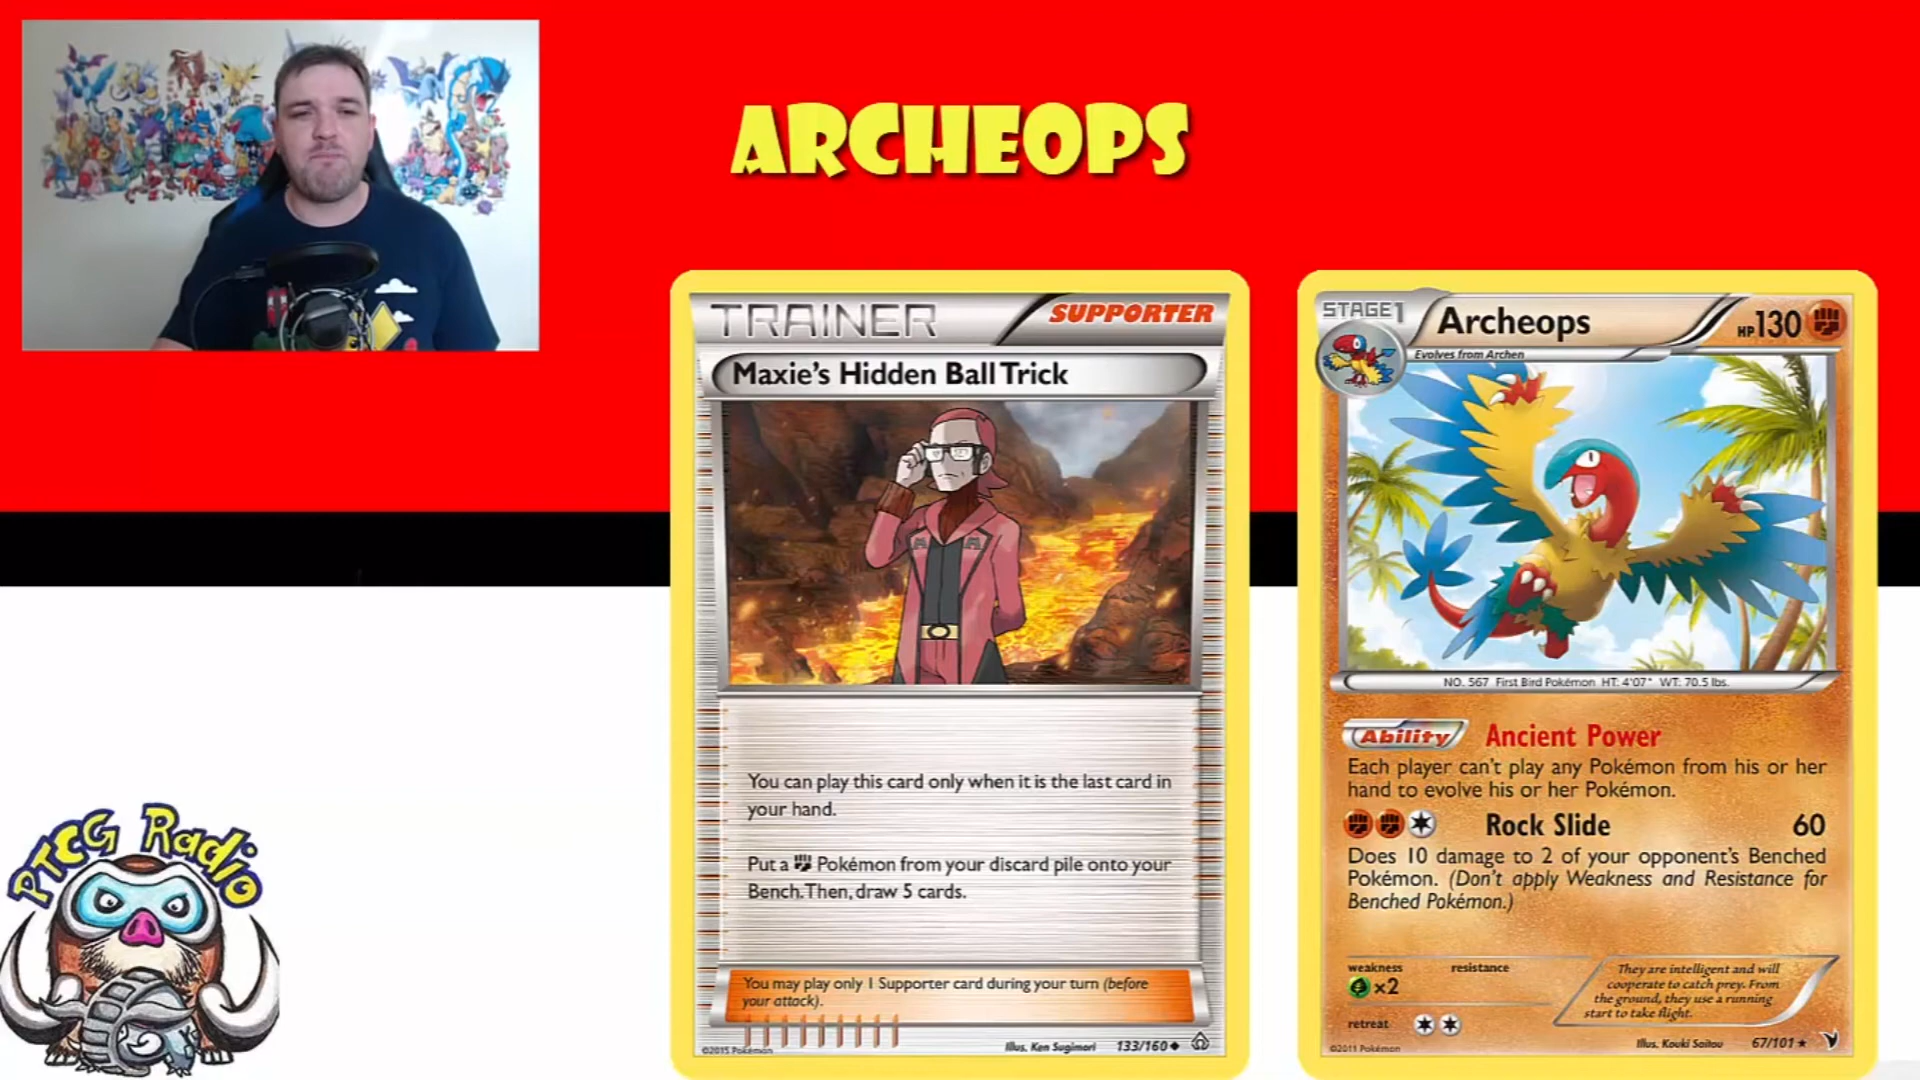 ARCHEOPS
TRAINER
SUPPORTER
Maxie's Hidden Ball Trick
You can play this card only when it is the last card in
your hand.
Put a Pokémon from your discard pile onto your
Bench. Then, draw 5 cards.
You may play only 1 Supporter card during your turn (before
your attack).
©2015 Pokémon
Illus. Ken Sugimori 133/160
STAGE1
Archeops
HP130
Evolves from Archen
NO. 567 First Bird Pokémon HT: 4'07" WT: 70.5 lbs.
Ability Ancient Power
Each player can't play any Pokémon from his or her
hand to evolve his or her Pokémon.
Rock Slide 60
Does 10 damage to 2 of your opponent's Benched
Pokémon. (Don't apply Weakness and Resistance for
Benched Pokémon.)
weakness resistance
x2
retreat
They are intelligent and will
cooperate to catch prey. From
the ground, they use a running
start to take flight.
©2011 Pokémon
Illus. Kouki Saitou 67/101
PTCG Radio